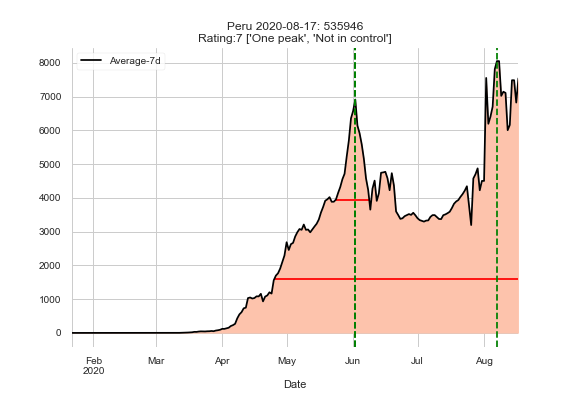 Peru 2020-08-17: 535946
Rating:7 ['One peak', 'Not in control']
Average-7d
8000
7000
6000
5000
4000
3000
2000
1000
0
Feb Mar Apr May Jun Jul Aug
2020
Date